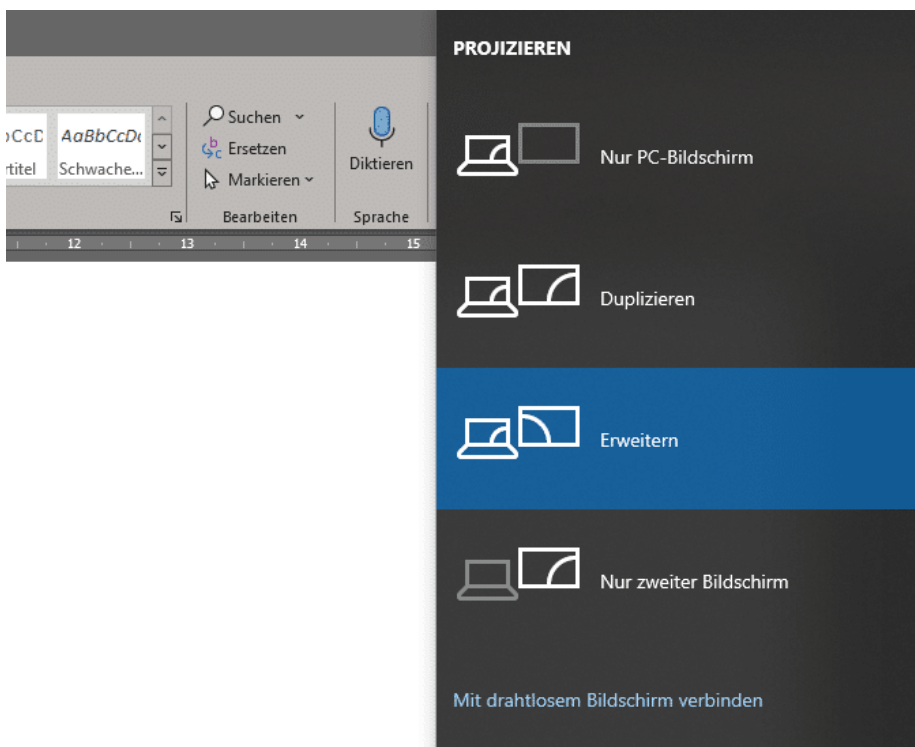 PROJIZIEREN
Suchen
AaBbCcDc
Ersetzen
Diktieren
Schwache...
Markieren
Bearbeiten
Sprache
12 13 14 15
Nur PC-Bildschirm
Duplizieren
Erweitern
Nur zweiter Bildschirm
Mit drahtlosem Bildschirm verbinden